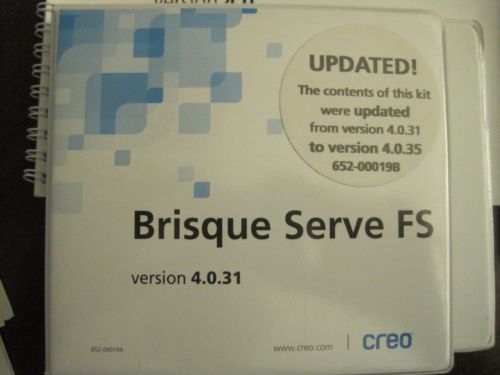 UPDATED!
The contents of this kit
were updated
from version 4.0.31
to version 4.0.35
652-00019B
Brisque Serve FS
version 4.0.31
652-00019A
www.creo.com | creo